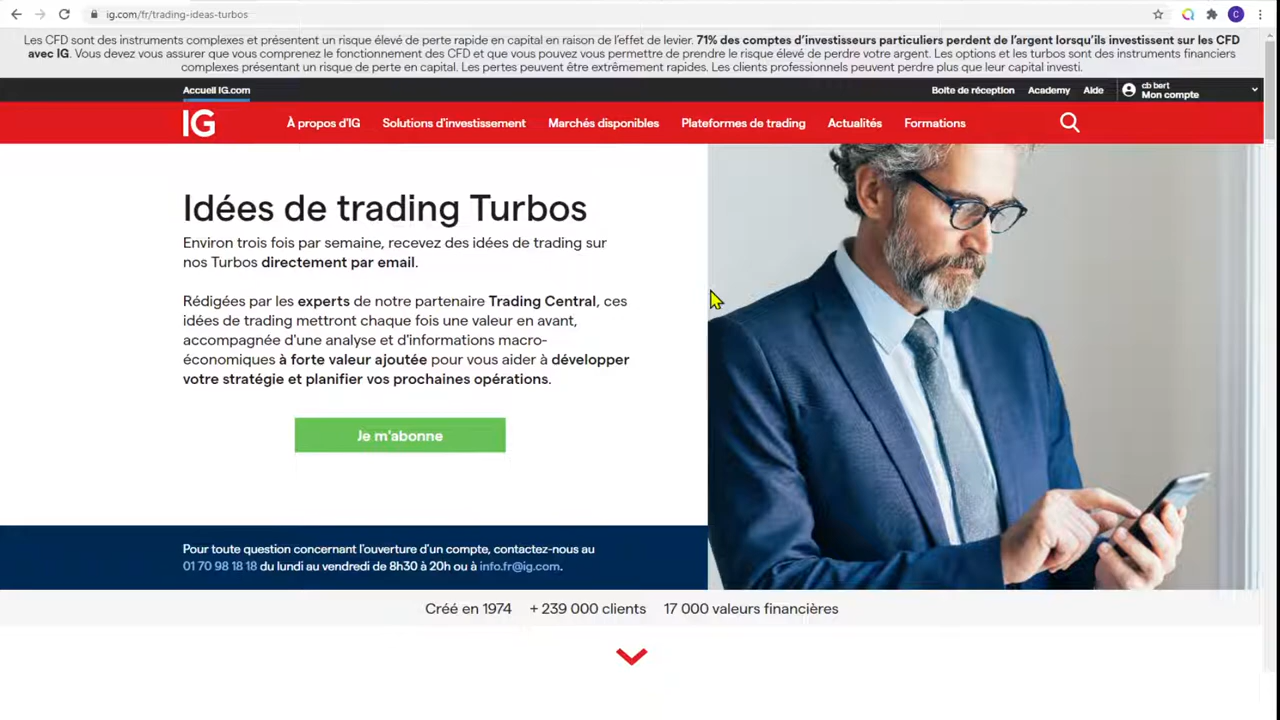 ig.com/fr/trading-ideas-turbos
C
Les CFD sont des instruments complexes et présentent un risque élevé de perte rapide en capital en raison de l'effet de levier. 71% des comptes d'investisseurs particuliers perdent de l'argent lorsqu'ils investissent sur les CFD
avec IG. Vous devez vous assurer que vous comprenez le fonctionnement des CFD et que vous pouvez vous permettre de prendre le risque élevé de perdre votre argent. Les options et les turbos sont des instruments financiers
complexes présentant un risque de perte en capital. Les pertes peuvent être extrêmement rapides. Les clients professionnels peuvent perdre plus que leur capital investi.
Accueil IG.com
Boite de réception Academy Aide
cb bert
Mon compte
IG
À propos d'IG Solutions d'investissement Marchés disponibles Plateformes de trading Actualités Formations
Idées de trading Turbos
Environ trois fois par semaine, recevez des idées de trading sur
nos Turbos directement par email.
Rédigées par les experts de notre partenaire Trading Central, ces
idées de trading mettront chaque fois une valeur en avant,
accompagnée d'une analyse et d'informations macro-
économiques à forte valeur ajoutée pour vous aider à développer
votre stratégie et planifier vos prochaines opérations.
Je m'abonne
Pour toute question concernant l'ouverture d'un compte, contactez-nous au
01 70 98 18 18 du lundi au vendredi de 8h30 à 20h ou à info.fr@ig.com.
Créé en 1974 + 239 000 clients 17 000 valeurs financières